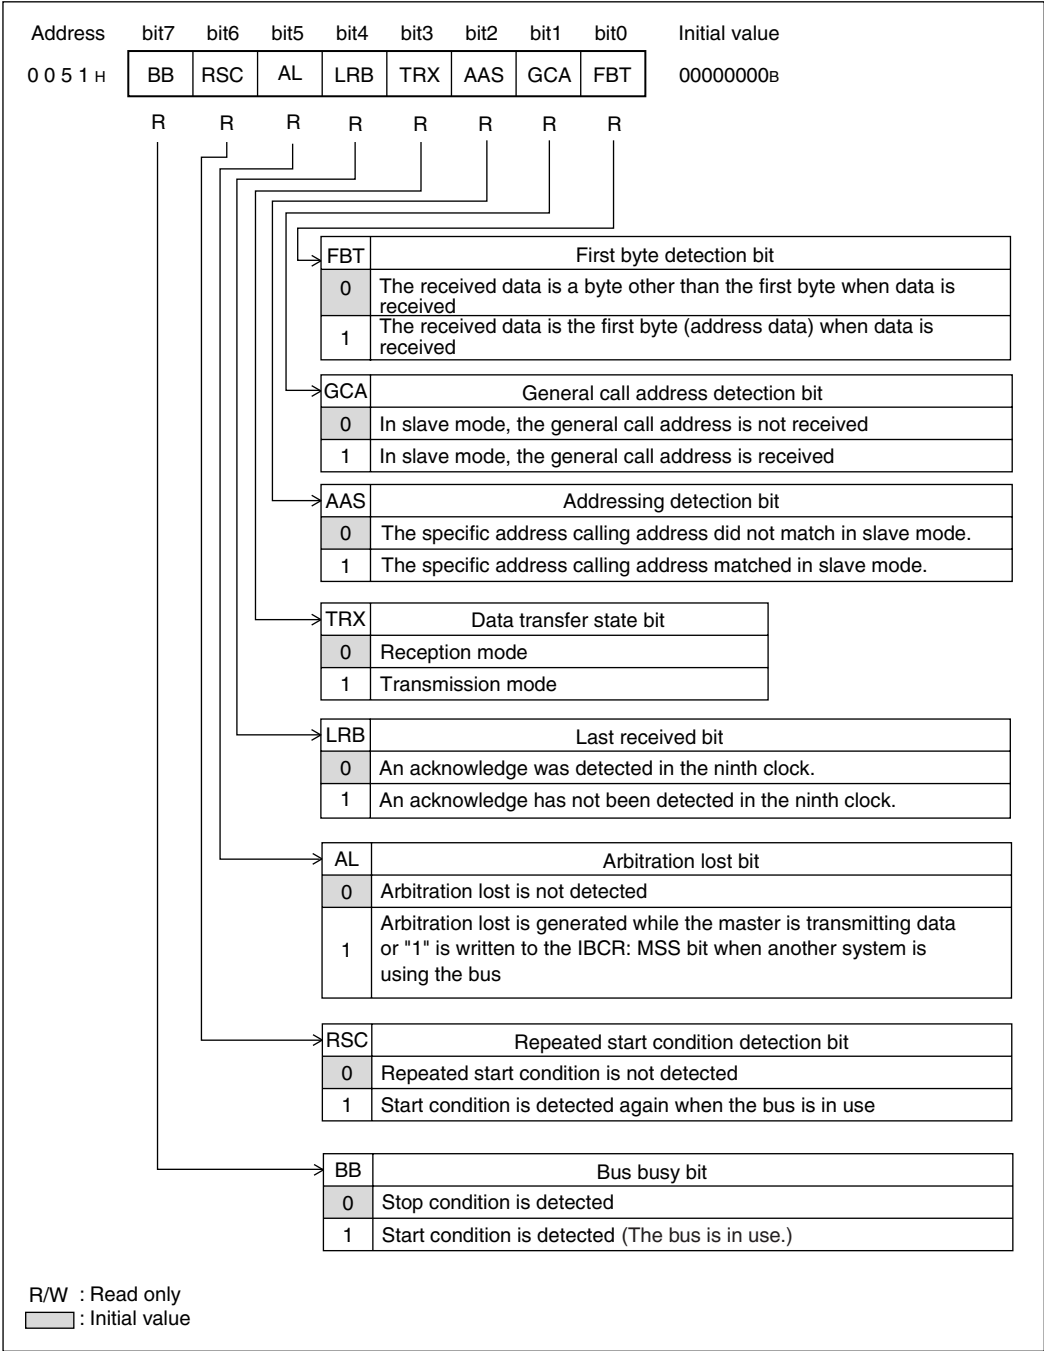 Address bit7 bit6 bit5 bit4 bit3 bit2 bit1 bit0 Initial value
0 0 5 1 H BB RSC AL LRB TRX AAS GCA FBT 00000000B
R R R R R R R R
FBT First byte detection bit
0 The received data is a byte other than the first byte when data is
received
1 The received data is the first byte (address data) when data is
received
GCA General call address detection bit
0 In slave mode, the general call address is not received
1 In slave mode, the general call address is received
AAS Addressing detection bit
0 The specific address calling address did not match in slave mode.
1 The specific address calling address matched in slave mode.
TRX Data transfer state bit
0 Reception mode
1 Transmission mode
LRB Last received bit
0 An acknowledge was detected in the ninth clock.
1 An acknowledge has not been detected in the ninth clock.
AL Arbitration lost bit
0 Arbitration lost is not detected
1 Arbitration lost is generated while the master is transmitting data
or "1" is written to the IBCR: MSS bit when another system is
using the bus
RSC Repeated start condition detection bit
0 Repeated start condition is not detected
1 Start condition is detected again when the bus is in use
BB Bus busy bit
0 Stop condition is detected
1 Start condition is detected (The bus is in use.)
R/W : Read only
: Initial value